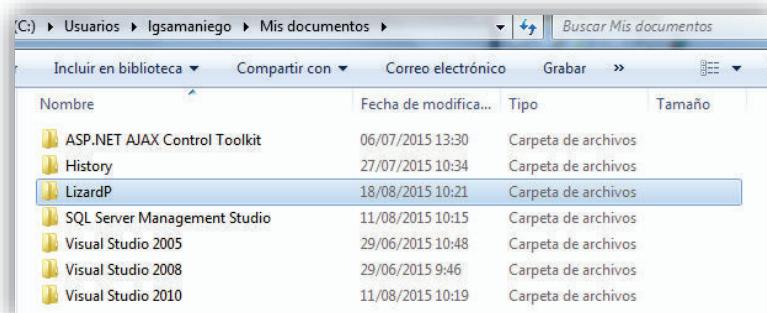 (C:) ▸ Usuarios ▸ lgsamaniego ▸ Mis documentos ▸ Buscar Mis documentos
Incluir en biblioteca ▼ Compartir con ▼ Correo electrónico Grabar »
Nombre Fecha de modifica... Tipo Tamaño
ASP.NET AJAX Control Toolkit 06/07/2015 13:30 Carpeta de archivos
History 27/07/2015 10:34 Carpeta de archivos
LizardP 18/08/2015 10:21 Carpeta de archivos
SQL Server Management Studio 11/08/2015 10:15 Carpeta de archivos
Visual Studio 2005 29/06/2015 10:48 Carpeta de archivos
Visual Studio 2008 29/06/2015 9:46 Carpeta de archivos
Visual Studio 2010 11/08/2015 10:19 Carpeta de archivos